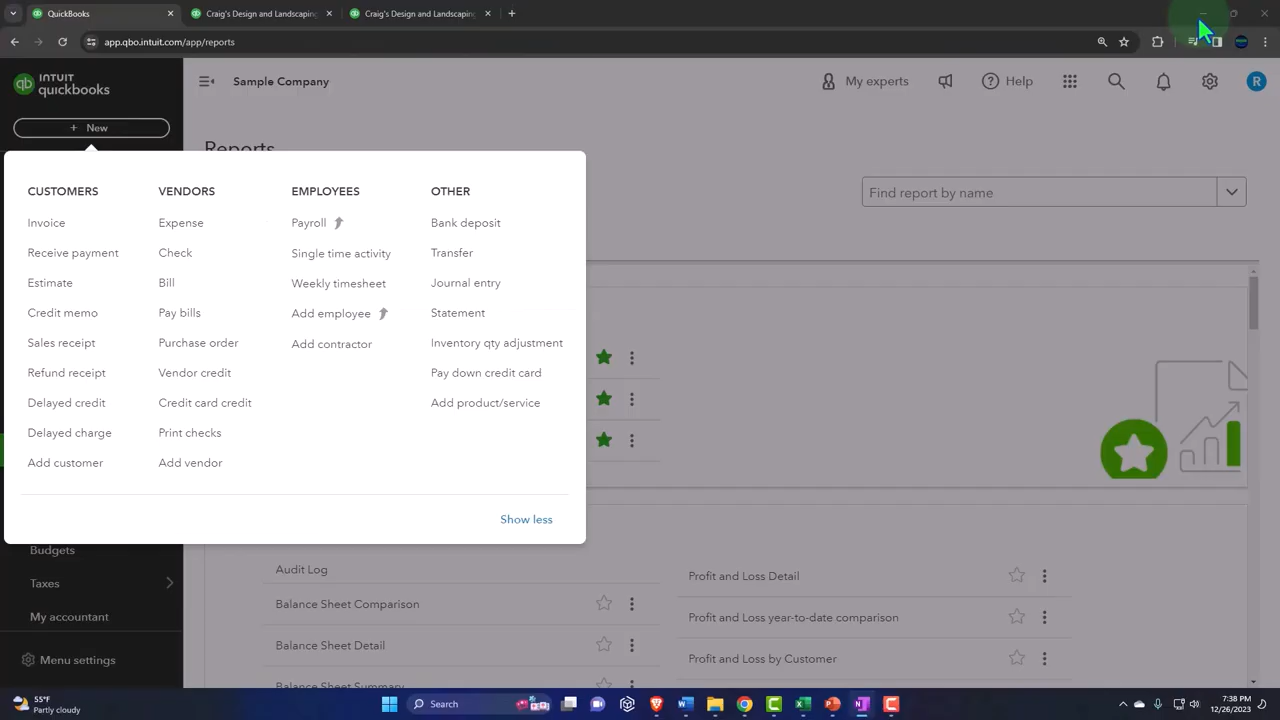 QuickBooks
Craig's Design and Landscaping
Craig's Design and Landscaping
app.qbo.intuit.com/app/reports
INTUIT
quickbooks
Sample Company
My experts
Help
R
+ New
Reports
Find report by name
CUSTOMERS
Invoice
Receive payment
Estimate
Credit memo
Sales receipt
Refund receipt
Delayed credit
Delayed charge
Add customer
VENDORS
Expense
Check
Bill
Pay bills
Purchase order
Vendor credit
Credit card credit
Print checks
Add vendor
EMPLOYEES
Payroll
Single time activity
Weekly timesheet
Add employee
Add contractor
OTHER
Bank deposit
Transfer
Journal entry
Statement
Inventory qty adjustment
Pay down credit card
Add product/service
Show less
Budgets
Taxes
My accountant
Menu settings
Audit Log
Balance Sheet Comparison
Balance Sheet Detail
Balance Sheet Summary
Profit and Loss Detail
Profit and Loss year-to-date comparison
Profit and Loss by Customer
55°F
Partly cloudy
Search
7:38 PM
12/26/2023